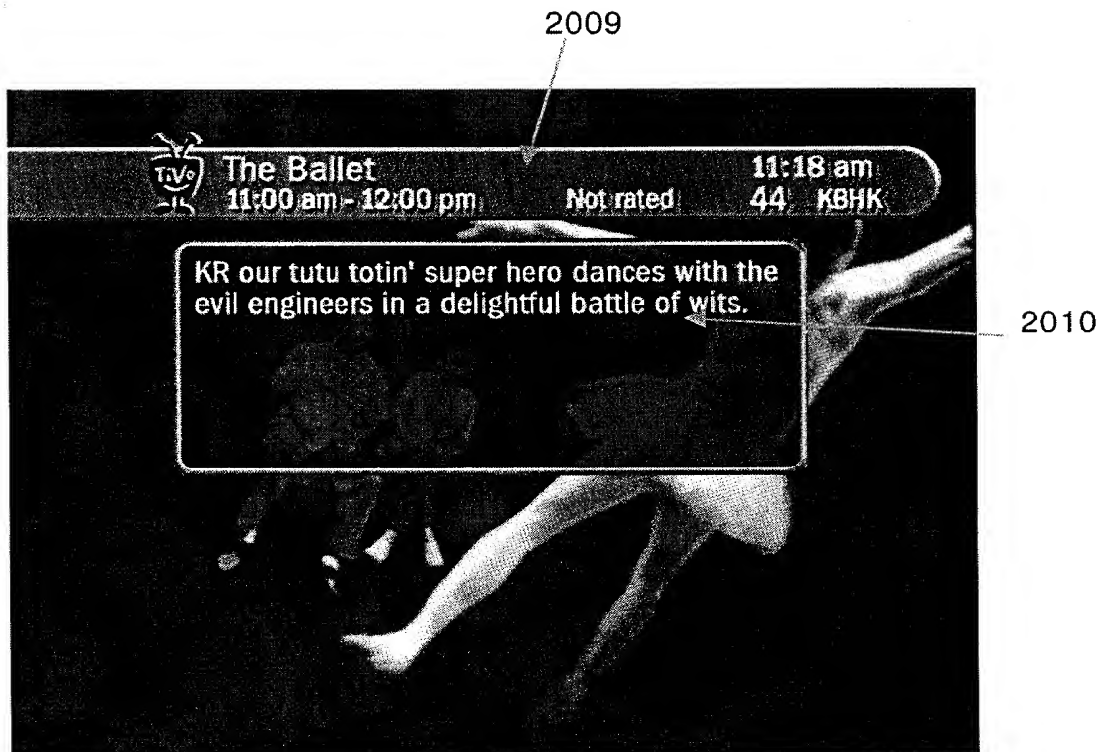 2009
TiVo The Ballet 11:18 am
11:00 am - 12:00 pm Not rated 44 KBHK
KR our tutu totin' super hero dances with the
evil engineers in a delightful battle of wits.
2010